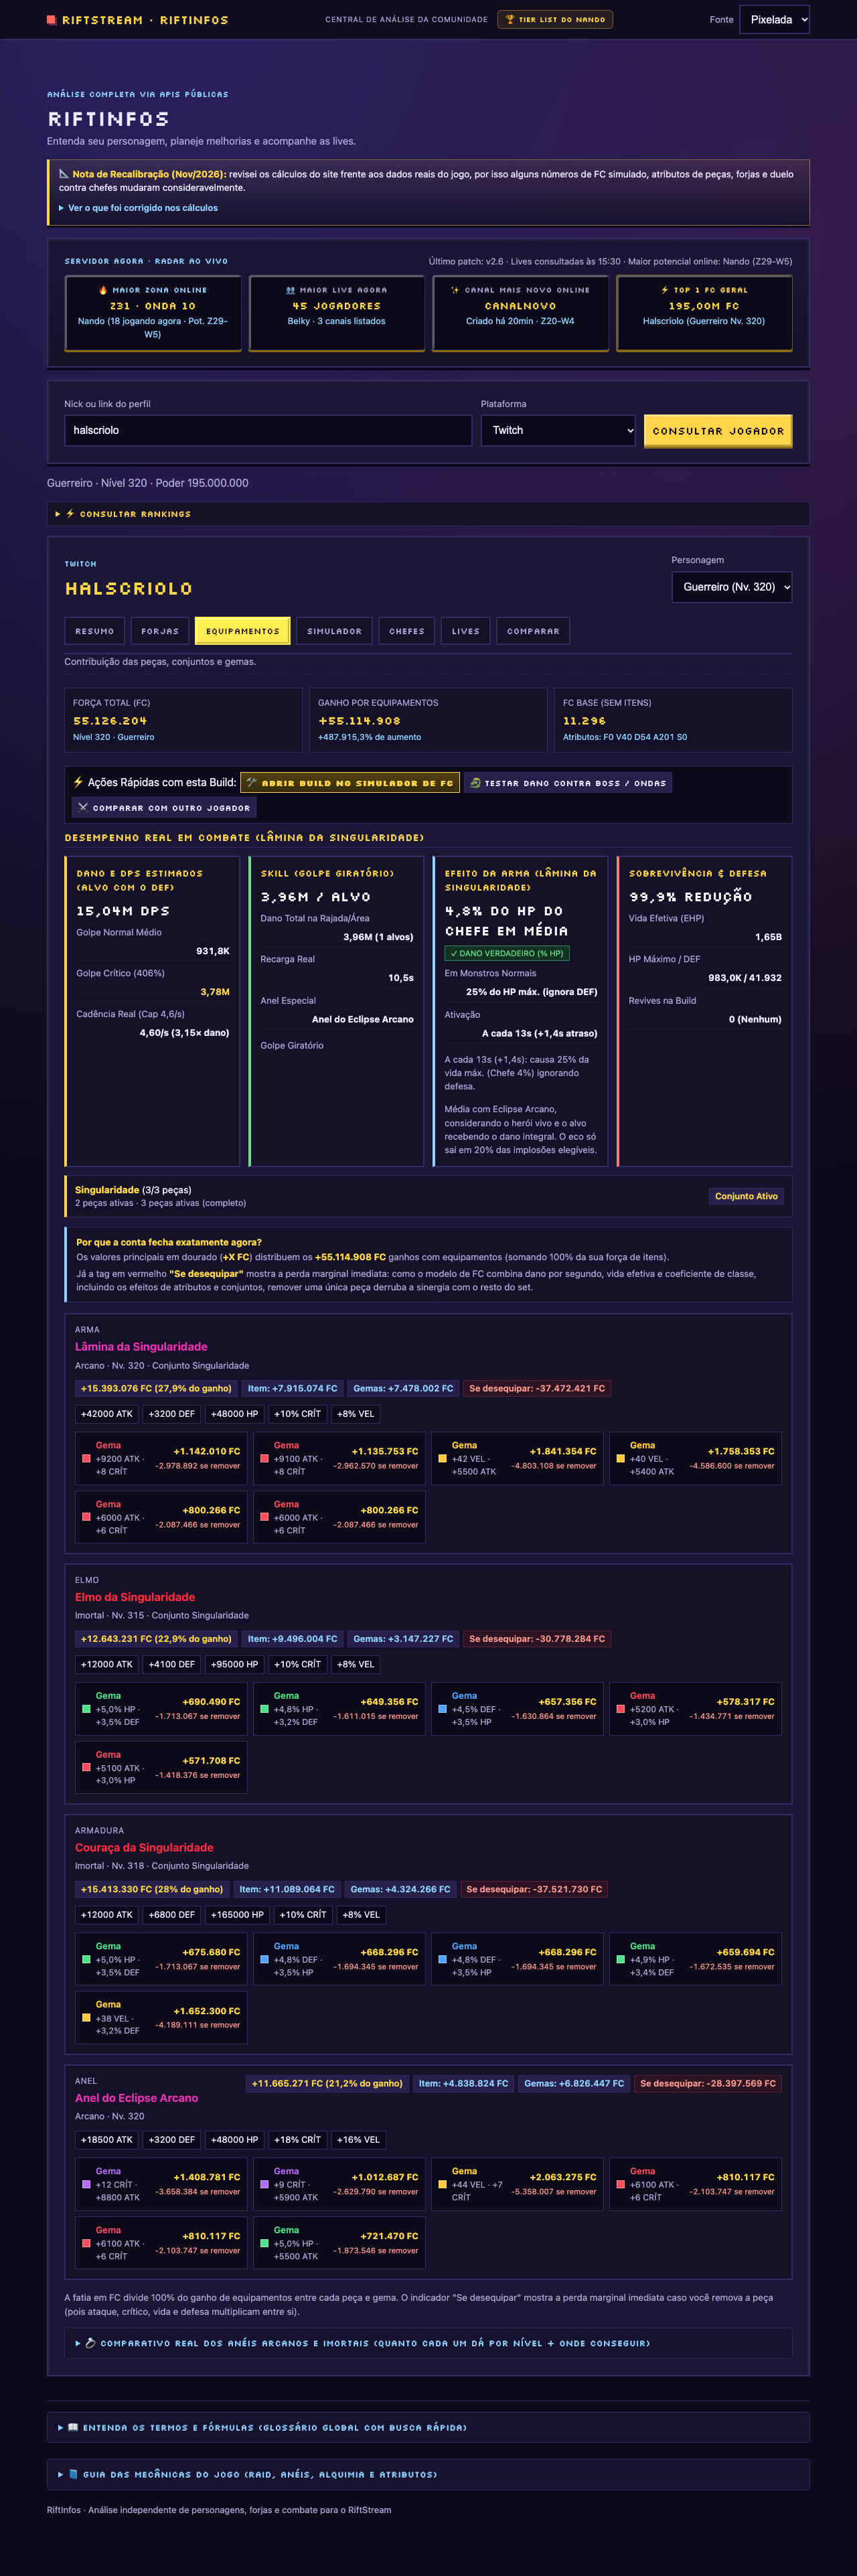 RIFTSTREAM · RIFTINFOS
CENTRAL DE ANÁLISE DA COMUNIDADE
🏆 TIER LIST DO NANDO
Fonte
Pixelada
ANÁLISE COMPLETA VIA APIS PÚBLICAS
RIFTINFOS
Entenda seu personagem, planeje melhorias e acompanhe as lives.
📐 Nota de Recalibração (Nov/2026): revisei os cálculos do site frente aos dados reais do jogo, por isso alguns números de FC simulado, atributos de peças, forjas e duelo
contra chefes mudaram consideravelmente.
▶ Ver o que foi corrigido nos cálculos
SERVIDOR AGORA · RADAR AO VIVO
Último patch: v2.6 · Lives consultadas às 15:30 · Maior potencial online: Nando (Z29-W5)
🔥 MAIOR ZONA ONLINE
Z31 · ONDA 10
Nando (18 jogando agora · Pot. Z29-
W5)
👥 MAIOR LIVE AGORA
45 JOGADORES
Belky · 3 canais listados
✨ CANAL MAIS NOVO ONLINE
CANALNOVO
Criado há 20min · Z20-W4
⚡ TOP 1 FC GERAL
195,00M FC
Halscriolo (Guerreiro Nv. 320)
Nick ou link do perfil
halscriolo
Plataforma
Twitch
CONSULTAR JOGADOR
Guerreiro · Nível 320 · Poder 195.000.000
▶ ⚡ CONSULTAR RANKINGS
TWITCH
HALSCRIOLO
Personagem
Guerreiro (Nv. 320)
RESUMO
FORJAS
EQUIPAMENTOS
SIMULADOR
CHEFES
LIVES
COMPARAR
Contribuição das peças, conjuntos e gemas.
FORÇA TOTAL (FC)
55.126.204
Nível 320 · Guerreiro
GANHO POR EQUIPAMENTOS
+55.114.908
+487.915,3% de aumento
FC BASE (SEM ITENS)
11.296
Atributos: F0 V40 D54 A201 S0
⚡ Ações Rápidas com esta Build:
🛠️ ABRIR BUILD NO SIMULADOR DE FC
🐲 TESTAR DANO CONTRA BOSS / ONDAS
⚔️ COMPARAR COM OUTRO JOGADOR
DESEMPENHO REAL EM COMBATE (LÂMINA DA SINGULARIDADE)
DANO E DPS ESTIMADOS
(ALVO COM 0 DEF)
15,04M DPS
Golpe Normal Médio
931,8K
Golpe Crítico (406%)
3,78M
Cadência Real (Cap 4,6/s)
4,60/s (3,15× dano)
SKILL (GOLPE GIRATÓRIO)
3,96M / ALVO
Dano Total na Rajada/Área
3,96M (1 alvos)
Recarga Real
10,5s
Anel Especial
Anel do Eclipse Arcano
Golpe Giratório
EFEITO DA ARMA (LÂMINA DA
SINGULARIDADE)
4,8% DO HP DO
CHEFE EM MÉDIA
✓ DANO VERDADEIRO (% HP)
Em Monstros Normais
25% do HP máx. (ignora DEF)
Ativação
A cada 13s (+1,4s atraso)
A cada 13s (+1,4s): causa 25% da
vida máx. (Chefe 4%) ignorando
defesa.
Média com Eclipse Arcano,
considerando o herói vivo e o alvo
recebendo o dano integral. O eco só
sai em 20% das implosões elegíveis.
SOBREVIVÊNCIA & DEFESA
99,9% REDUÇÃO
Vida Efetiva (EHP)
1,65B
HP Máximo / DEF
983,0K / 41.932
Revives na Build
0 (Nenhum)
Singularidade (3/3 peças)
2 peças ativas · 3 peças ativas (completo)
Conjunto Ativo
Por que a conta fecha exatamente agora?
Os valores principais em dourado (+X FC) distribuem os +55.114.908 FC ganhos com equipamentos (somando 100% da sua força de itens).
Já a tag em vermelho "Se desequipar" mostra a perda marginal imediata: como o modelo de FC combina dano por segundo, vida efetiva e coeficiente de classe,
incluindo os efeitos de atributos e conjuntos, remover uma única peça derruba a sinergia com o resto do set.
ARMA
Lâmina da Singularidade
Arcano · Nv. 320 · Conjunto Singularidade
+15.393.076 FC (27,9% do ganho)
Item: +7.915.074 FC
Gemas: +7.478.002 FC
Se desequipar: -37.472.421 FC
+42000 ATK
+3200 DEF
+48000 HP
+10% CRÍT
+8% VEL
Gema
+9200 ATK ·
+8 CRÍT
+1.142.010 FC
-2.978.892 se remover
Gema
+9100 ATK ·
+8 CRÍT
+1.135.753 FC
-2.962.570 se remover
Gema
+42 VEL ·
+5500 ATK
+1.841.354 FC
-4.803.108 se remover
Gema
+40 VEL ·
+5400 ATK
+1.758.353 FC
-4.586.600 se remover
Gema
+6000 ATK ·
+6 CRÍT
+800.266 FC
-2.087.466 se remover
Gema
+6000 ATK ·
+6 CRÍT
+800.266 FC
-2.087.466 se remover
ELMO
Elmo da Singularidade
Imortal · Nv. 315 · Conjunto Singularidade
+12.643.231 FC (22,9% do ganho)
Item: +9.496.004 FC
Gemas: +3.147.227 FC
Se desequipar: -30.778.284 FC
+12000 ATK
+4100 DEF
+95000 HP
+10% CRÍT
+8% VEL
Gema
+5,0% HP ·
+3,5% DEF
+690.490 FC
-1.713.067 se remover
Gema
+4,8% HP ·
+3,2% DEF
+649.356 FC
-1.611.015 se remover
Gema
+4,5% DEF ·
+3,5% HP
+657.356 FC
-1.630.864 se remover
Gema
+5200 ATK ·
+3,0% HP
+578.317 FC
-1.434.771 se remover
Gema
+5100 ATK ·
+3,0% HP
+571.708 FC
-1.418.376 se remover
ARMADURA
Couraça da Singularidade
Imortal · Nv. 318 · Conjunto Singularidade
+15.413.330 FC (28% do ganho)
Item: +11.089.064 FC
Gemas: +4.324.266 FC
Se desequipar: -37.521.730 FC
+12000 ATK
+6800 DEF
+165000 HP
+10% CRÍT
+8% VEL
Gema
+5,0% HP ·
+3,5% DEF
+675.680 FC
-1.713.067 se remover
Gema
+4,8% DEF ·
+3,5% HP
+668.296 FC
-1.694.345 se remover
Gema
+4,8% DEF ·
+3,5% HP
+668.296 FC
-1.694.345 se remover
Gema
+4,9% HP ·
+3,4% DEF
+659.694 FC
-1.672.535 se remover
Gema
+38 VEL ·
+3,2% DEF
+1.652.300 FC
-4.189.111 se remover
ANEL
Anel do Eclipse Arcano
Arcano · Nv. 320
+11.665.271 FC (21,2% do ganho)
Item: +4.838.824 FC
Gemas: +6.826.447 FC
Se desequipar: -28.397.569 FC
+18500 ATK
+3200 DEF
+48000 HP
+18% CRÍT
+16% VEL
Gema
+12 CRÍT ·
+8800 ATK
+1.408.781 FC
-3.658.384 se remover
Gema
+9 CRÍT ·
+5900 ATK
+1.012.687 FC
-2.629.790 se remover
Gema
+44 VEL · +7
CRÍT
+2.063.275 FC
-5.358.007 se remover
Gema
+6100 ATK ·
+6 CRÍT
+810.117 FC
-2.103.747 se remover
Gema
+6100 ATK ·
+6 CRÍT
+810.117 FC
-2.103.747 se remover
Gema
+5,0% HP ·
+5500 ATK
+721.470 FC
-1.873.546 se remover
A fatia em FC divide 100% do ganho de equipamentos entre cada peça e gema. O indicador "Se desequipar" mostra a perda marginal imediata caso você remova a peça
(pois ataque, crítico, vida e defesa multiplicam entre si).
▶ 💍 COMPARATIVO REAL DOS ANÉIS ARCANOS E IMORTAIS (QUANTO CADA UM DÁ POR NÍVEL + ONDE CONSEGUIR)
▶ 📖 ENTENDA OS TERMOS E FÓRMULAS (GLOSSÁRIO GLOBAL COM BUSCA RÁPIDA)
▶ 📘 GUIA DAS MECÂNICAS DO JOGO (RAID, ANÉIS, ALQUIMIA E ATRIBUTOS)
RiftInfos · Análise independente de personagens, forjas e combate para o RiftStream